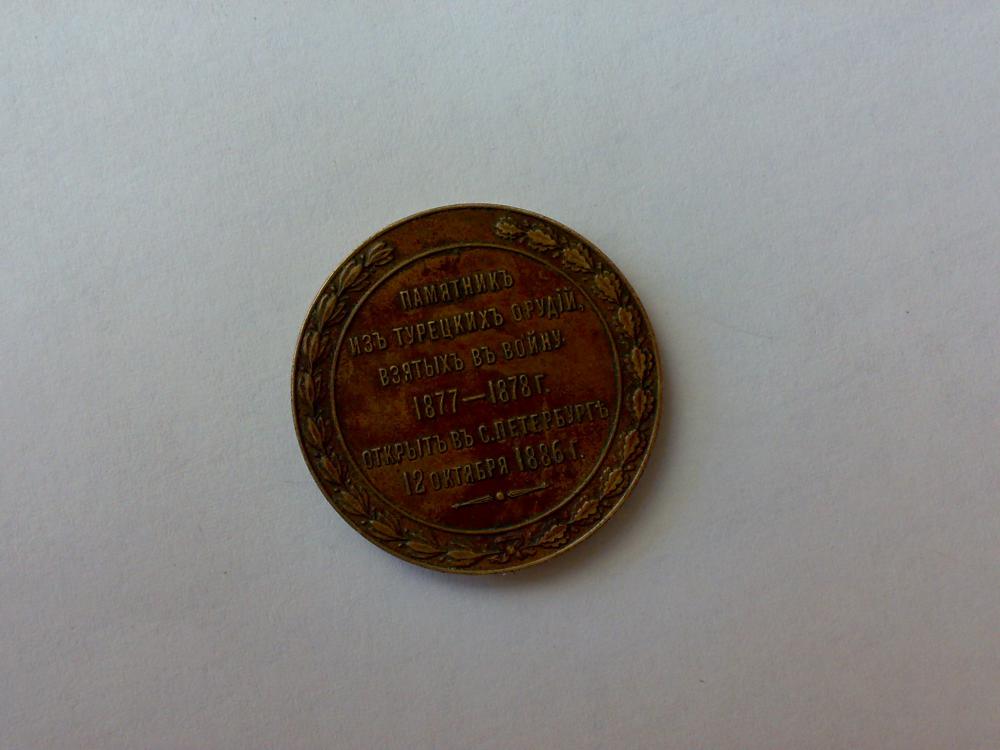 ПАМЯТНИКЪ
ИЗЪ ТУРЕЦКИХЪ ОРУДІЙ,
ВЗЯТЫХЪ ВЪ ВОЙНУ
1877—1878 Г.
ОТКРЫТЪ ВЪ С.ПЕТЕРБУРГѢ
12 ОКТЯБРЯ 1886 Г.